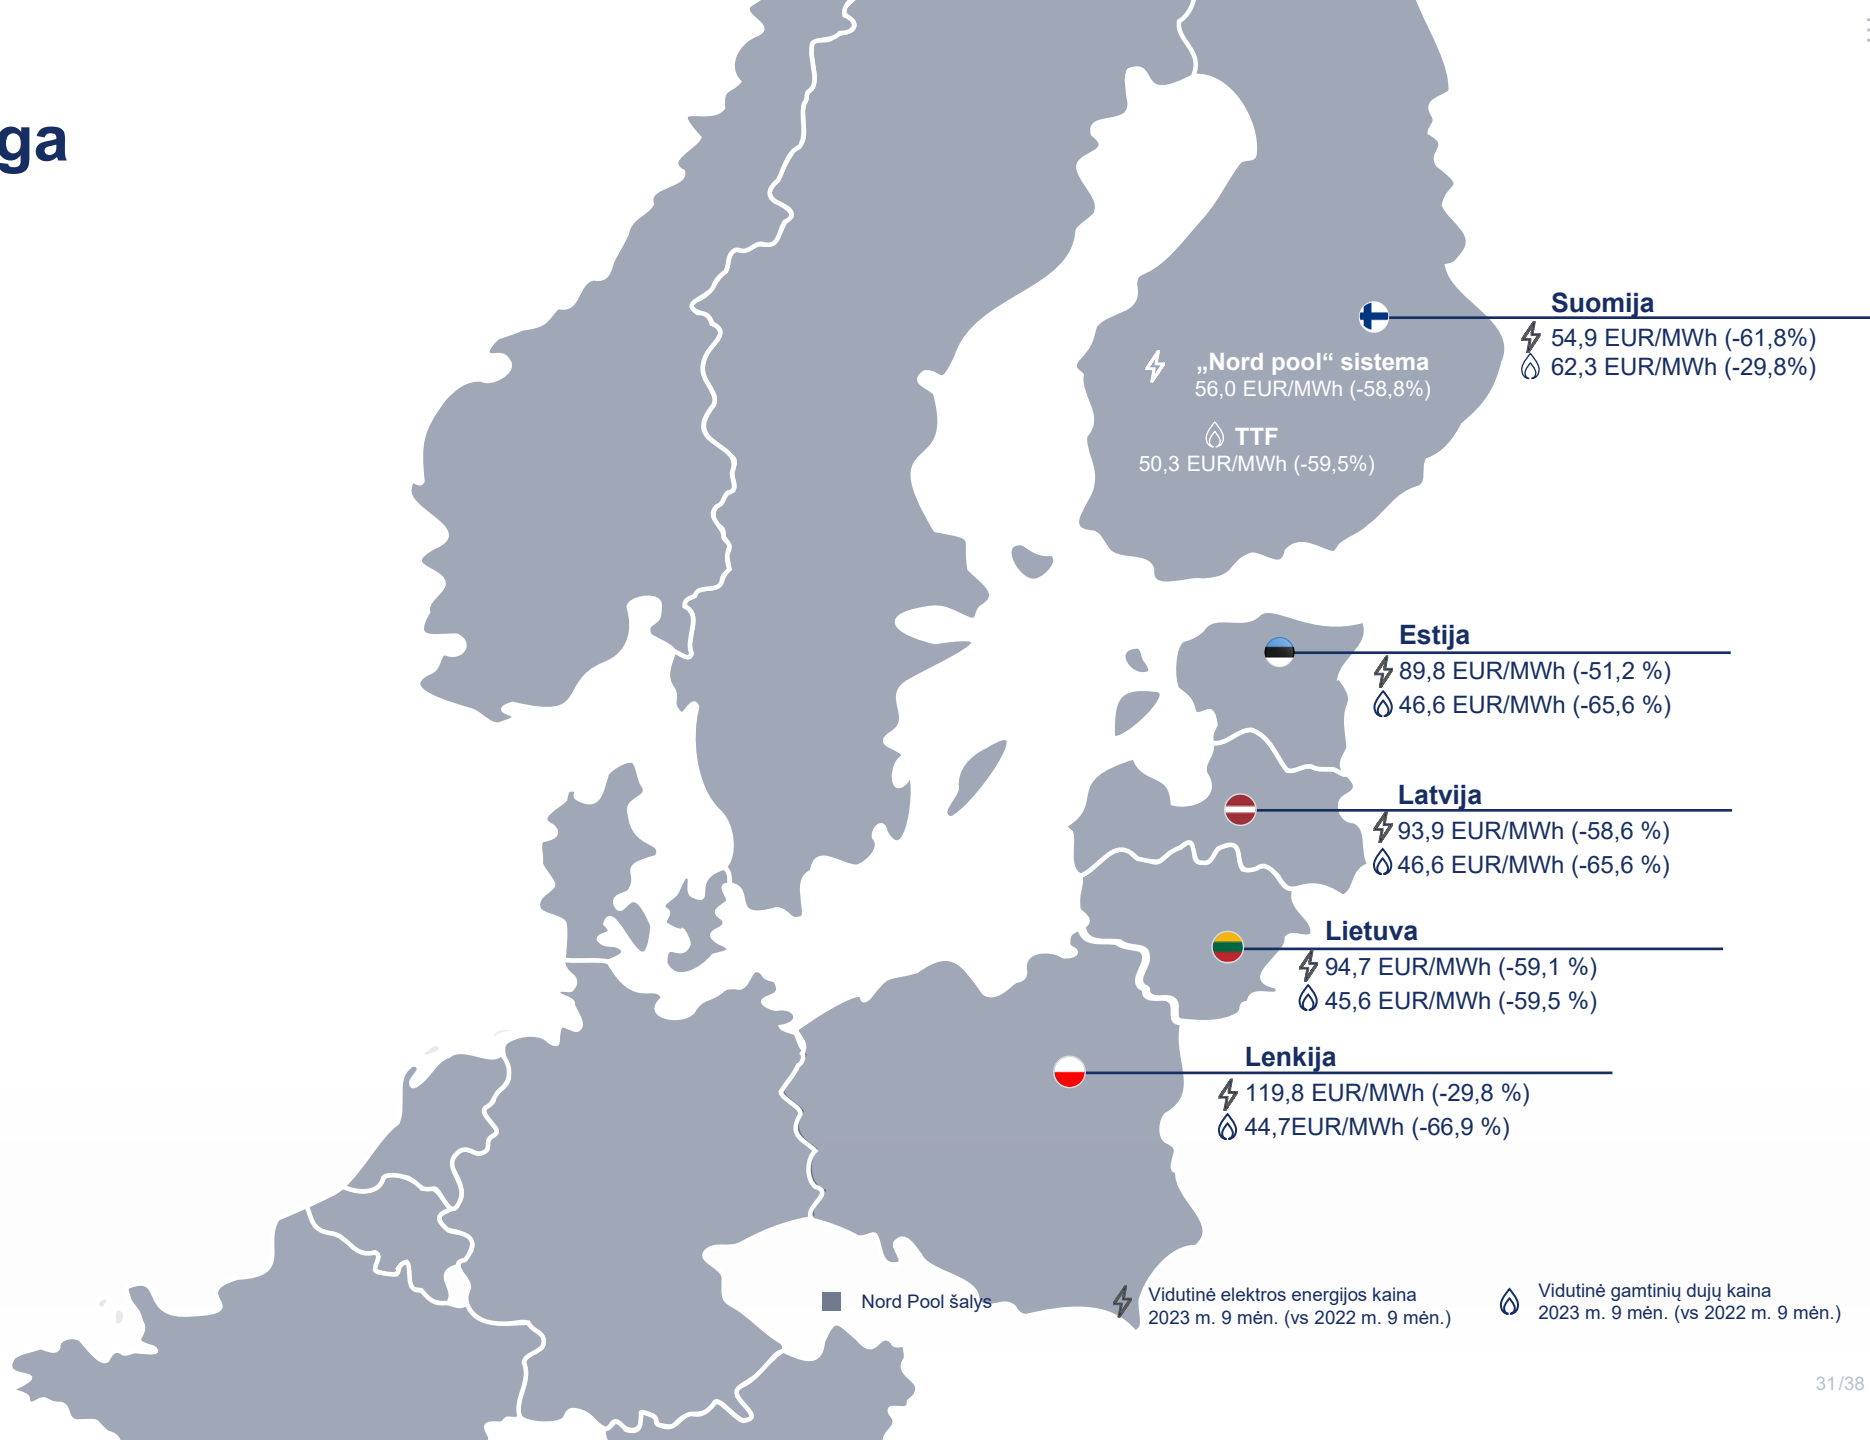 ga
Suomija
54,9 EUR/MWh (-61,8%)
62,3 EUR/MWh (-29,8%)
„Nord pool“ sistema
56,0 EUR/MWh (-58,8%)
TTF
50,3 EUR/MWh (-59,5%)
Estija
89,8 EUR/MWh (-51,2 %)
46,6 EUR/MWh (-65,6 %)
Latvija
93,9 EUR/MWh (-58,6 %)
46,6 EUR/MWh (-65,6 %)
Lietuva
94,7 EUR/MWh (-59,1 %)
45,6 EUR/MWh (-59,5 %)
Lenkija
119,8 EUR/MWh (-29,8 %)
44,7EUR/MWh (-66,9 %)
Nord Pool šalys
Vidutinė elektros energijos kaina
2023 m. 9 mėn. (vs 2022 m. 9 mėn.)
Vidutinė gamtinių dujų kaina
2023 m. 9 mėn. (vs 2022 m. 9 mėn.)
31/38